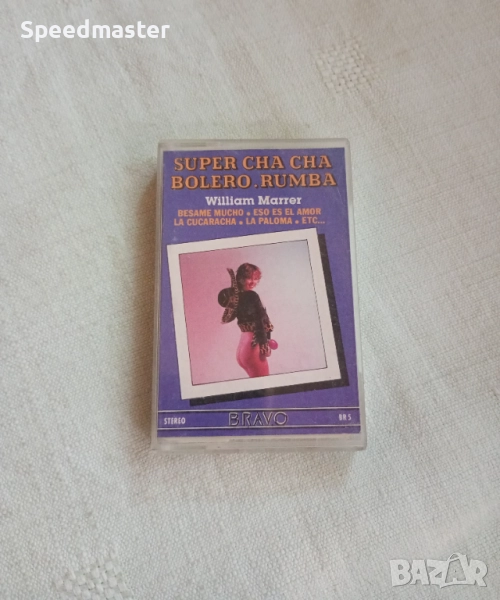 Speedmaster
SUPER CHA CHA
BOLERO.RUMBA
William Marrer
BESAME MUCHO • ESO ES EL AMOR
LA CUCARACHA • LA PALOMA • ETC...
STEREO
BRAVO
BR 5
BAZAR